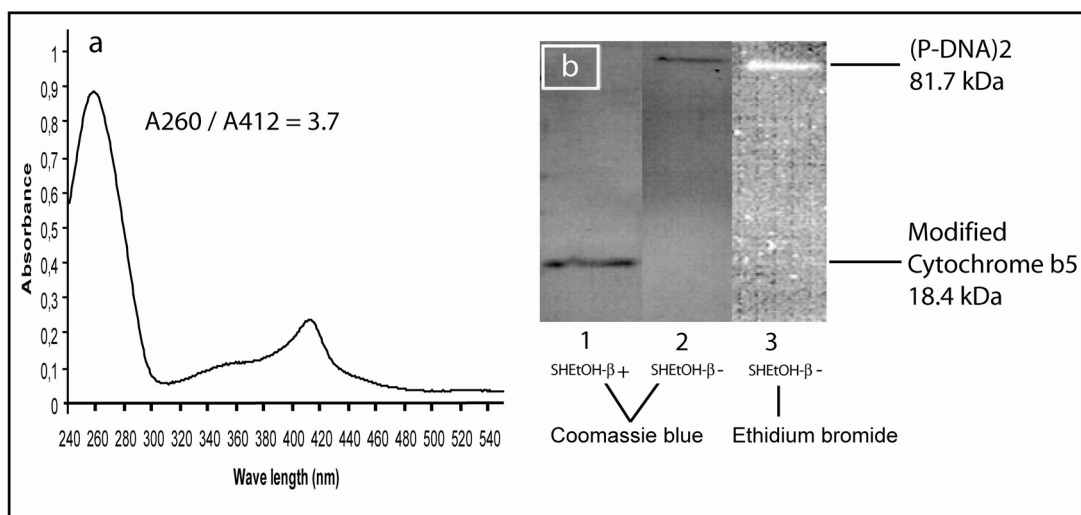 a
A260 / A412 = 3.7
Absorbance
1
0,9
0,8
0,7
0,6
0,5
0,4
0,3
0,2
0,1
0
240 260 280 300 320 340 360 380 400 420 440 460 480 500 520 540
Wave length (nm)
b
(P-DNA)2
81.7 kDa
Modified
Cytochrome b5
18.4 kDa
1 2 3
SHEtOH-β+ SHEtOH-β- SHEtOH-β-
Coomassie blue Ethidium bromide